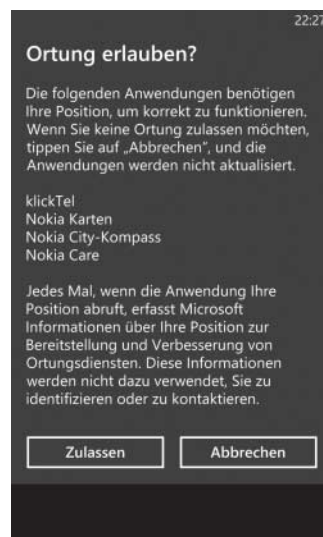 22:27
Ortung erlauben?
Die folgenden Anwendungen benötigen
Ihre Position, um korrekt zu funktionieren.
Wenn Sie keine Ortung zulassen möchten,
tippen Sie auf „Abbrechen", und die
Anwendungen werden nicht aktualisiert.
klickTel
Nokia Karten
Nokia City-Kompass
Nokia Care
Jedes Mal, wenn die Anwendung Ihre
Position abruft, erfasst Microsoft
Informationen über Ihre Position zur
Bereitstellung und Verbesserung von
Ortungsdiensten. Diese Informationen
werden nicht dazu verwendet, Sie zu
identifizieren oder zu kontaktieren.
Zulassen Abbrechen